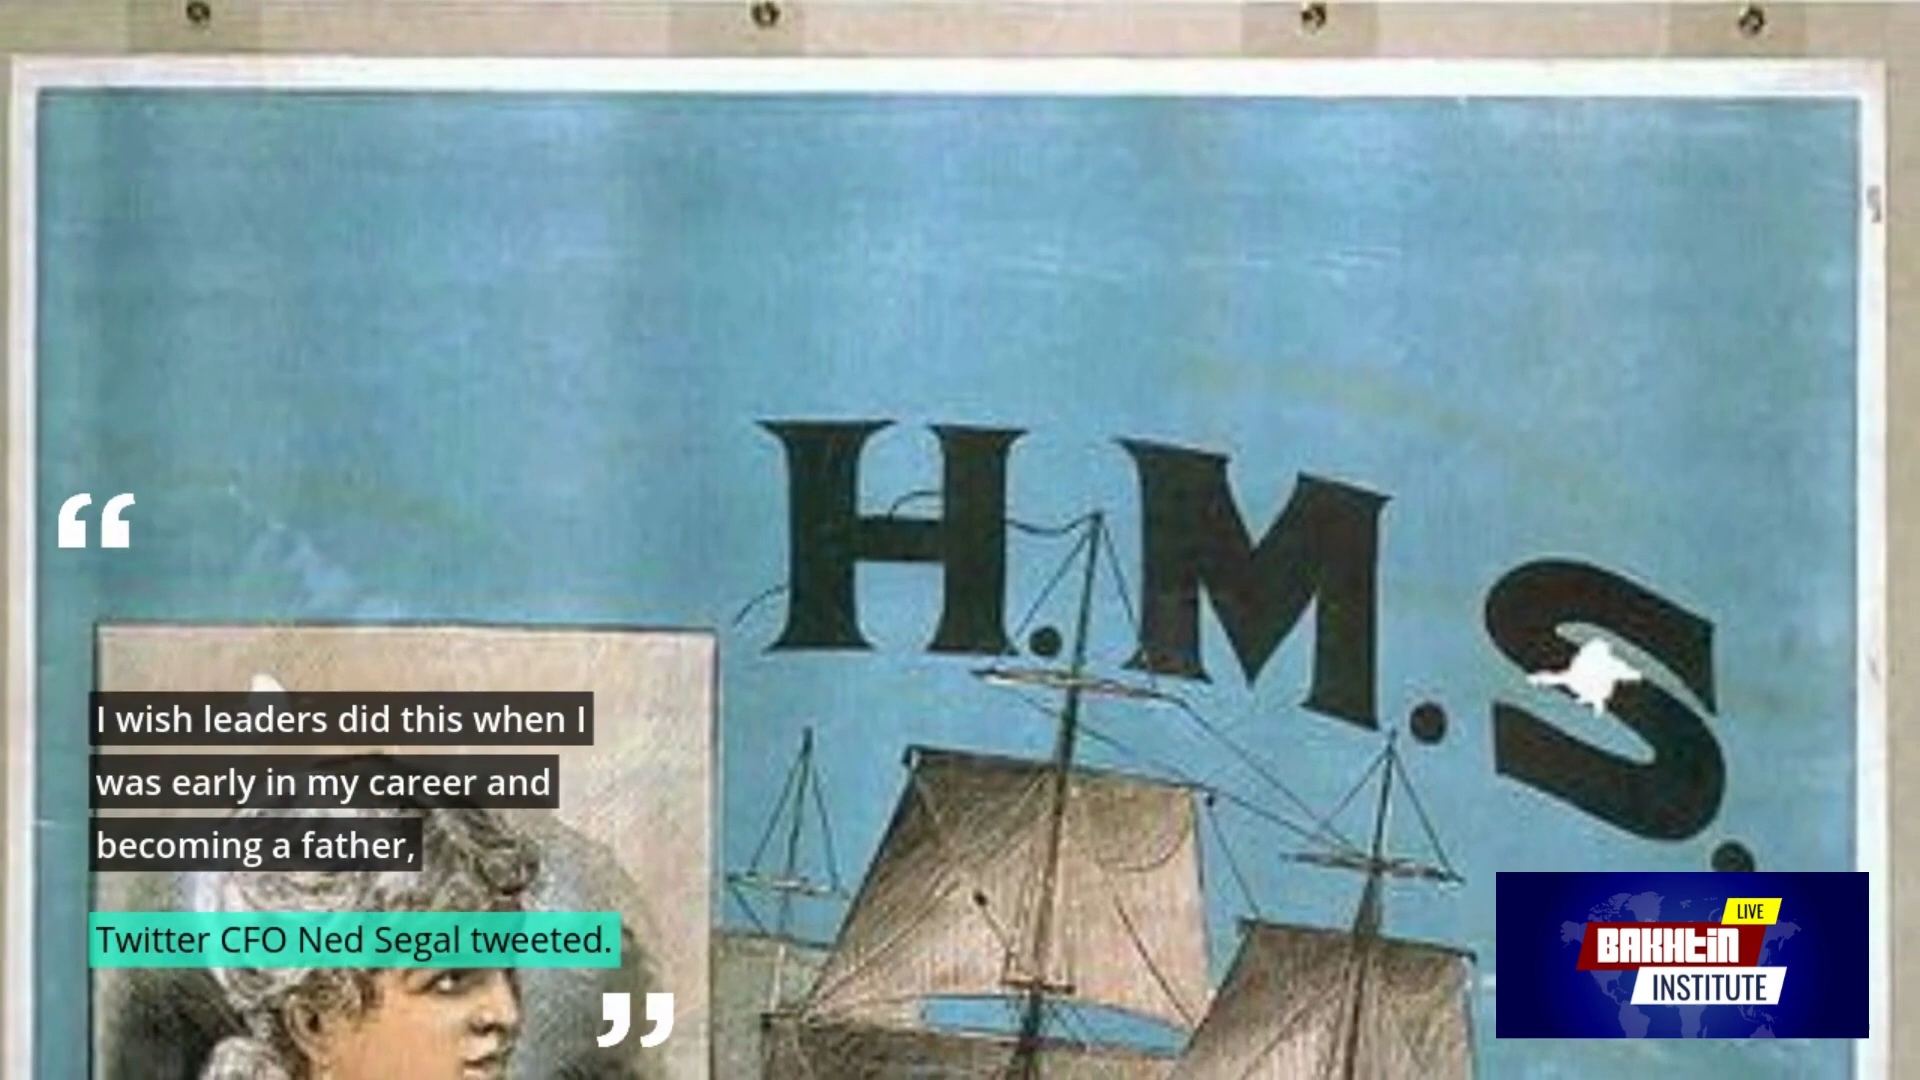 H.M.S.
“
I wish leaders did this when I
was early in my career and
becoming a father,
Twitter CFO Ned Segal tweeted.
”
LIVE
BAKHTIN
INSTITUTE